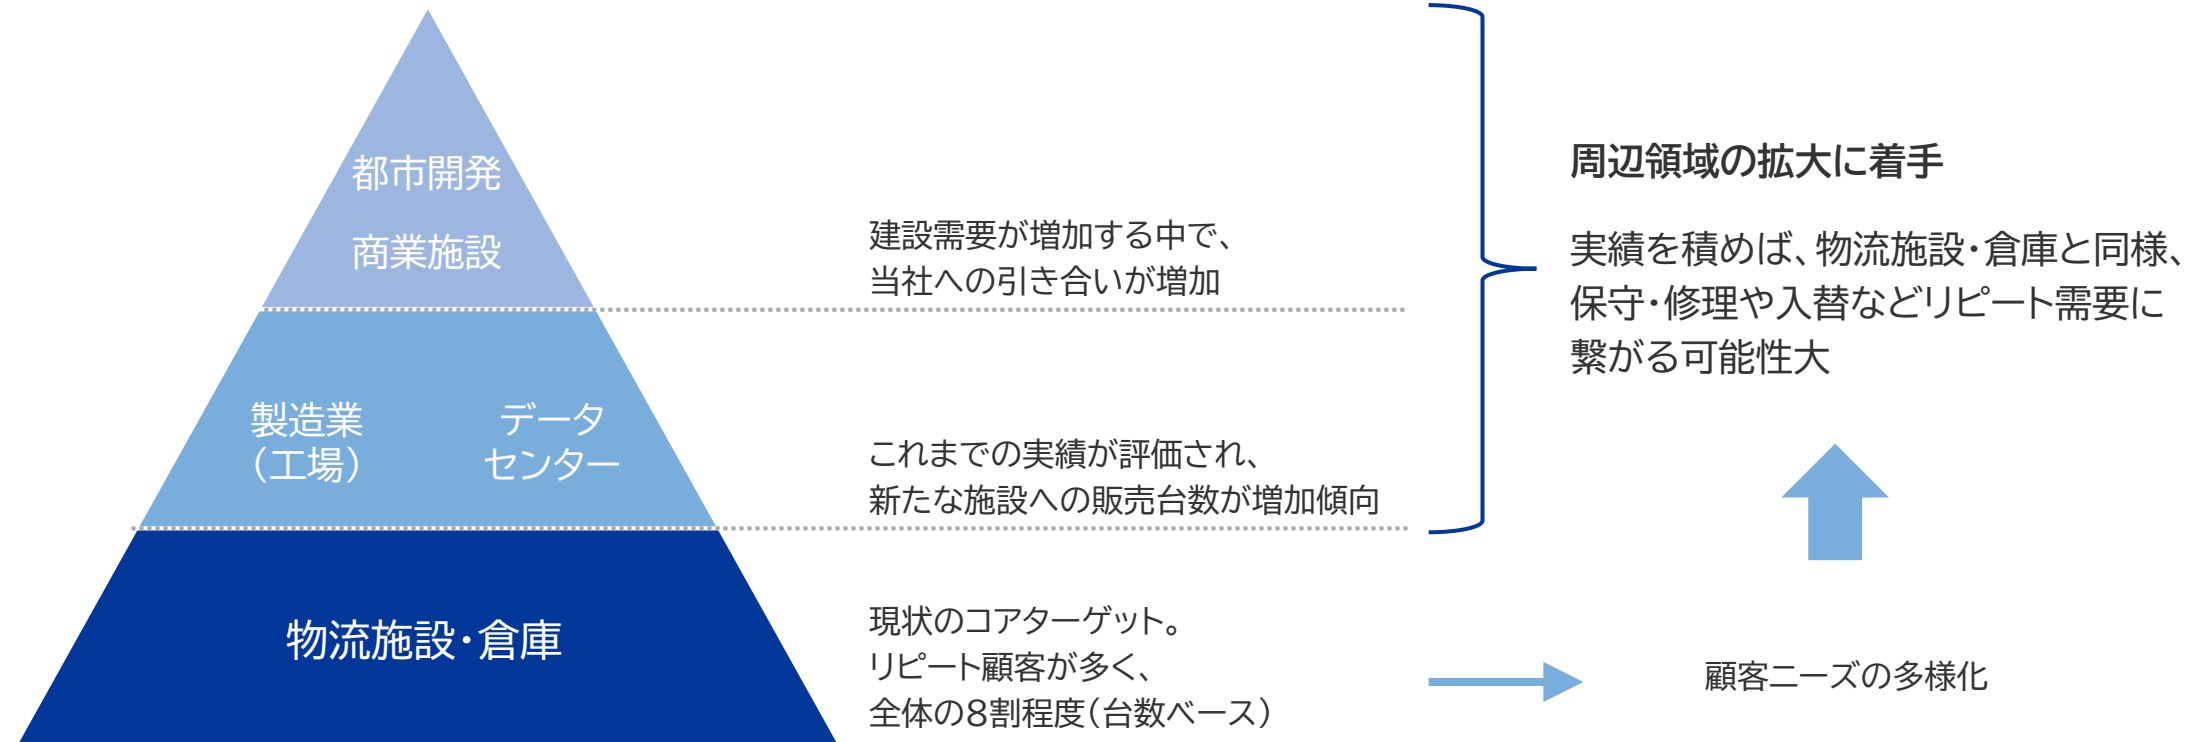 都市開発
商業施設
建設需要が増加する中で、
当社への引き合いが増加
製造業
（工場）
データ
センター
これまでの実績が評価され、
新たな施設への販売台数が増加傾向
物流施設・倉庫
現状のコアターゲット。
リピート顧客が多く、
全体の8割程度（台数ベース）
周辺領域の拡大に着手
実績を積めば、物流施設・倉庫と同様、
保守・修理や入替などリピート需要に
繋がる可能性大
顧客ニーズの多様化